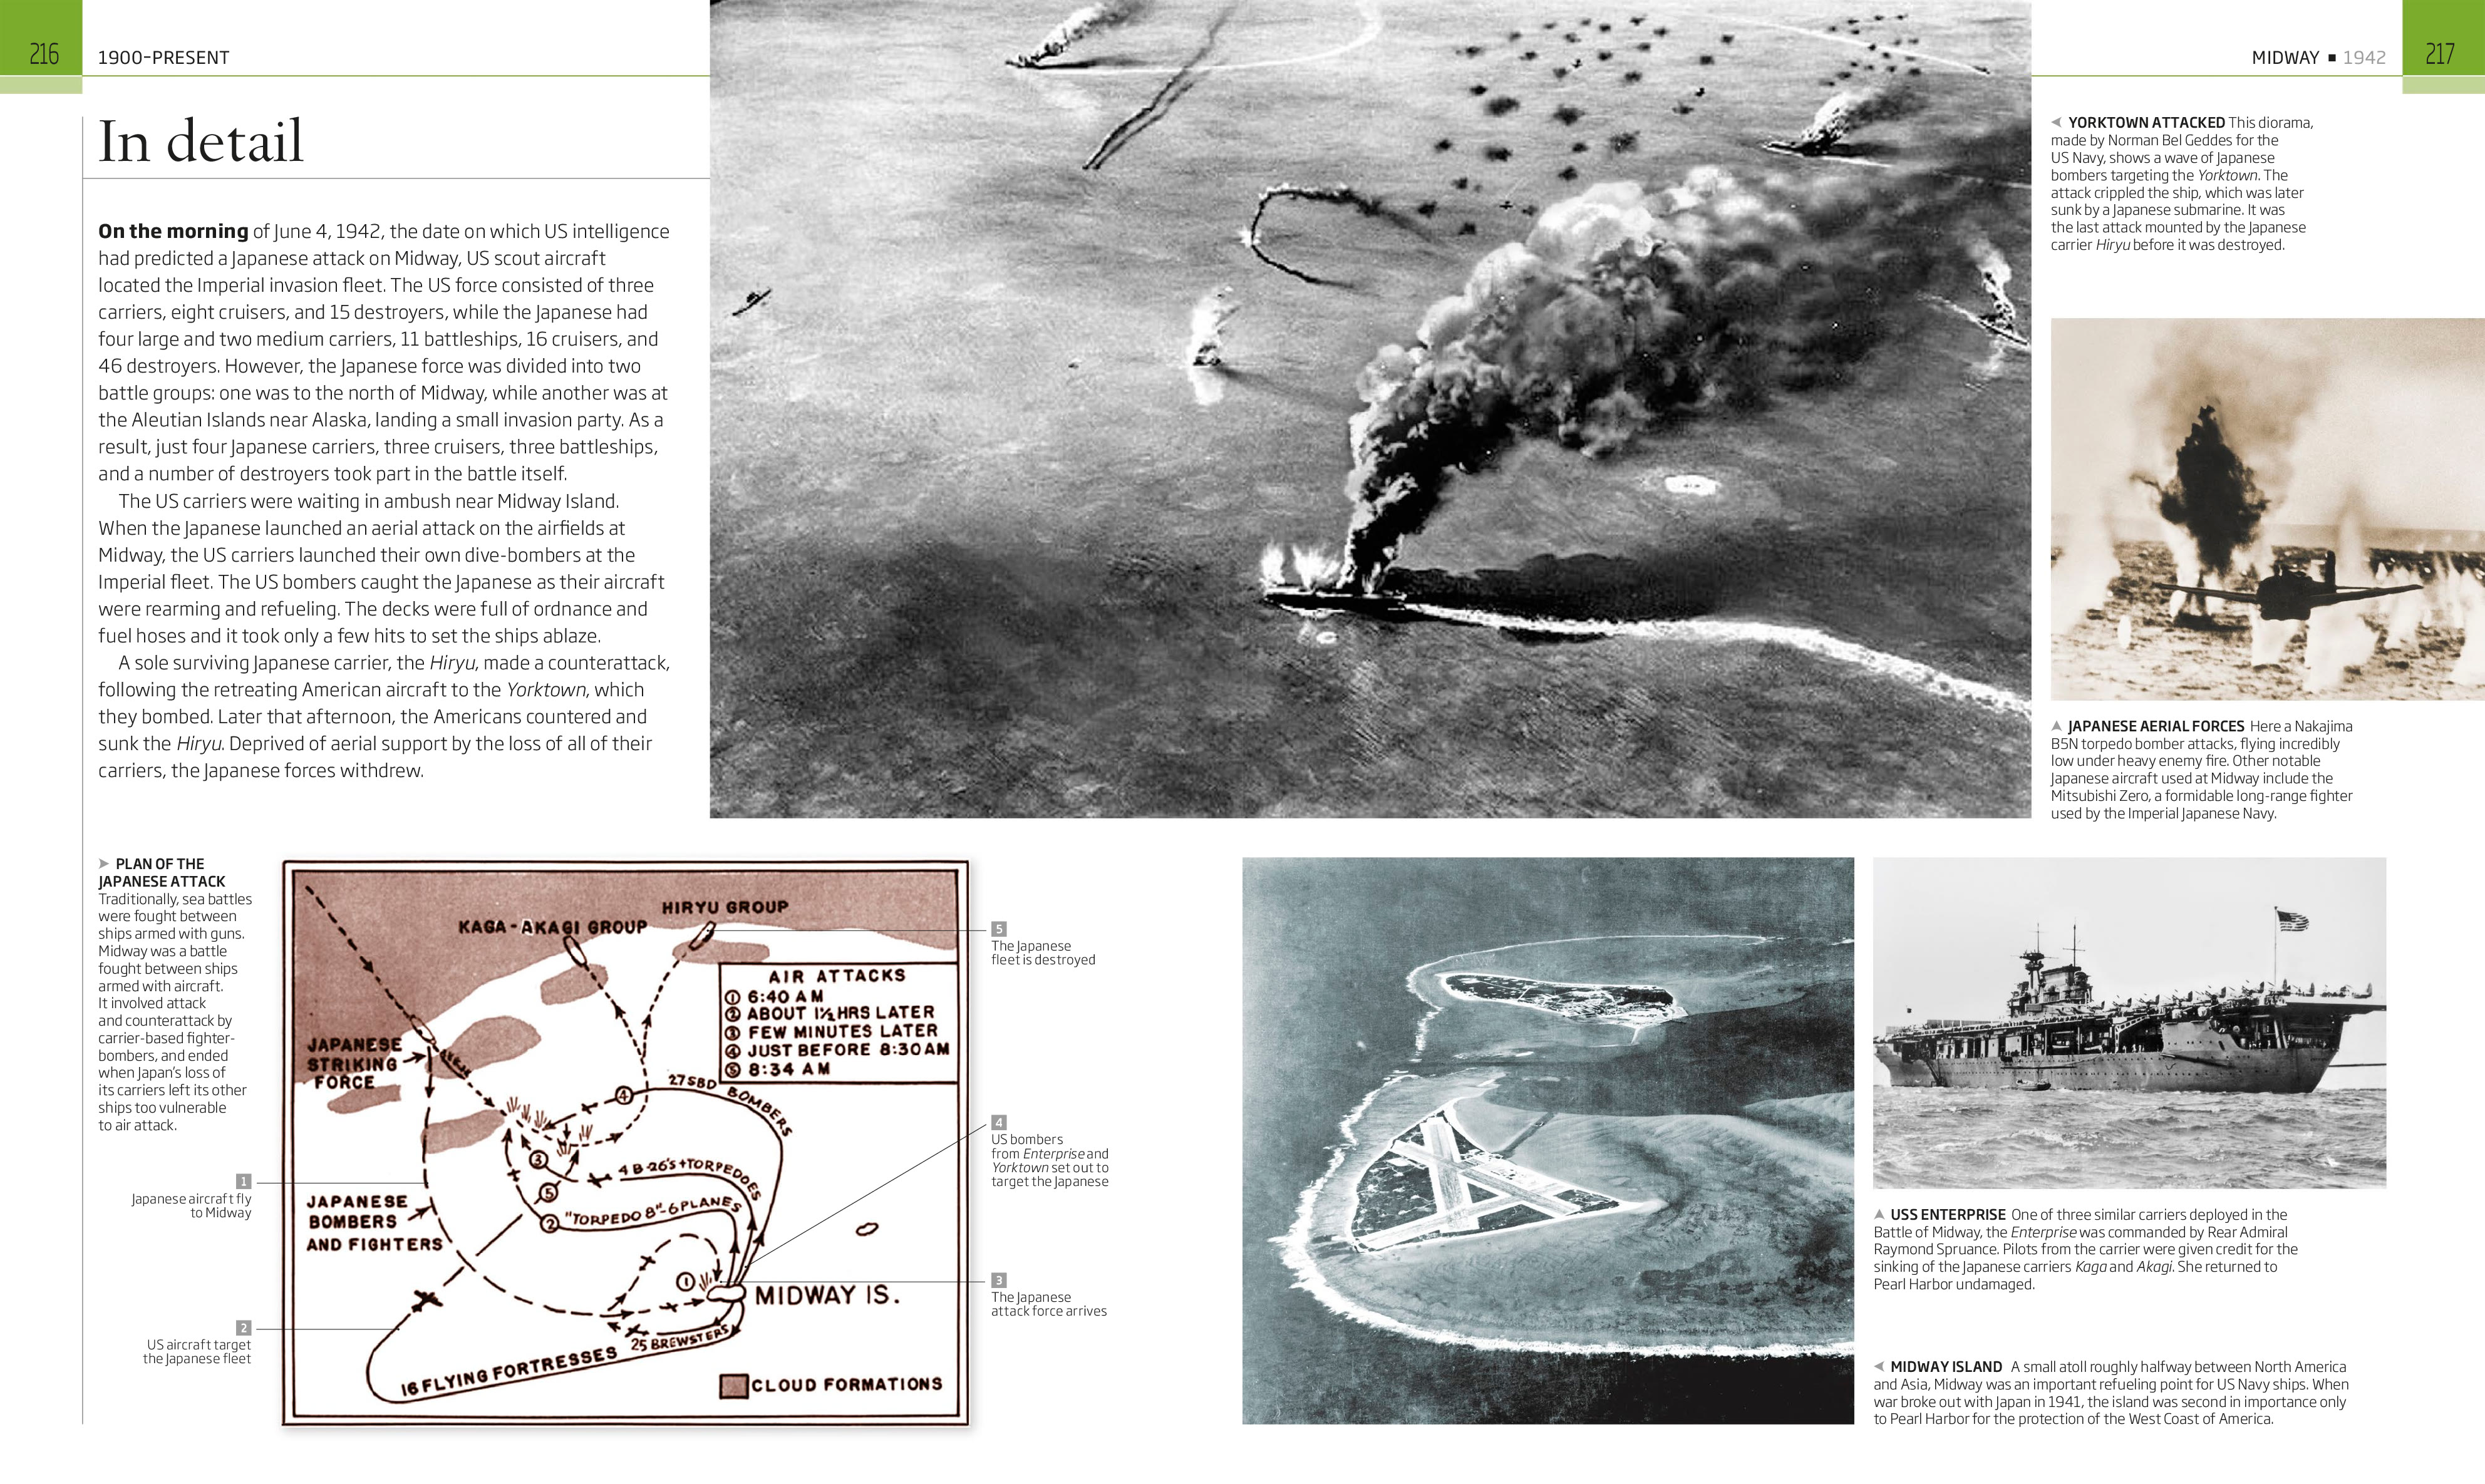 216
1900–PRESENT
MIDWAY ■ 1942
217
In detail
On the morning of June 4, 1942, the date on which US intelligence
had predicted a Japanese attack on Midway, US scout aircraft
located the Imperial invasion fleet. The US force consisted of three
carriers, eight cruisers, and 15 destroyers, while the Japanese had
four large and two medium carriers, 11 battleships, 16 cruisers, and
46 destroyers. However, the Japanese force was divided into two
battle groups: one was to the north of Midway, while another was at
the Aleutian Islands near Alaska, landing a small invasion party. As a
result, just four Japanese carriers, three cruisers, three battleships,
and a number of destroyers took part in the battle itself.
The US carriers were waiting in ambush near Midway Island.
When the Japanese launched an aerial attack on the airfields at
Midway, the US carriers launched their own dive-bombers at the
Imperial fleet. The US bombers caught the Japanese as their aircraft
were rearming and refueling. The decks were full of ordnance and
fuel hoses and it took only a few hits to set the ships ablaze.
A sole surviving Japanese carrier, the Hiryu, made a counterattack,
following the retreating American aircraft to the Yorktown, which
they bombed. Later that afternoon, the Americans countered and
sunk the Hiryu. Deprived of aerial support by the loss of all of their
carriers, the Japanese forces withdrew.
YORKTOWN ATTACKED This diorama,
made by Norman Bel Geddes for the
US Navy, shows a wave of Japanese
bombers targeting the Yorktown. The
attack crippled the ship, which was later
sunk by a Japanese submarine. It was
the last attack mounted by the Japanese
carrier Hiryu before it was destroyed.
JAPANESE AERIAL FORCES Here a Nakajima
B5N torpedo bomber attacks, flying incredibly
low under heavy enemy fire. Other notable
Japanese aircraft used at Midway include the
Mitsubishi Zero, a formidable long-range fighter
used by the Imperial Japanese Navy.
PLAN OF THE
JAPANESE ATTACK
Traditionally, sea battles
were fought between
ships armed with guns.
Midway was a battle
fought between ships
armed with aircraft.
It involved attack
and counterattack by
carrier-based fighter-
bombers, and ended
when Japan's loss of
its carriers left its other
ships too vulnerable
to air attack.
1
Japanese aircraft fly
to Midway
2
US aircraft target
the Japanese fleet
KAGA-AKAGI GROUP
HIRYU GROUP
AIR ATTACKS
① 6:40 AM
② ABOUT 1½ HRS LATER
③ FEW MINUTES LATER
④ JUST BEFORE 8:30 AM
⑤ 8:34 AM
JAPANESE
STRIKING
FORCE
④
27 SBD BOMBERS
③
4 B-26'S + TORPEDOES
⑤
②
"TORPEDO 8"-6 PLANES
JAPANESE
BOMBERS
AND FIGHTERS
①
MIDWAY IS.
25 BREWSTERS
16 FLYING FORTRESSES
CLOUD FORMATIONS
5
The Japanese
fleet is destroyed
4
US bombers
from Enterprise and
Yorktown set out to
target the Japanese
3
The Japanese
attack force arrives
USS ENTERPRISE One of three similar carriers deployed in the
Battle of Midway, the Enterprise was commanded by Rear Admiral
Raymond Spruance. Pilots from the carrier were given credit for the
sinking of the Japanese carriers Kaga and Akagi. She returned to
Pearl Harbor undamaged.
MIDWAY ISLAND A small atoll roughly halfway between North America
and Asia, Midway was an important refueling point for US Navy ships. When
war broke out with Japan in 1941, the island was second in importance only
to Pearl Harbor for the protection of the West Coast of America.